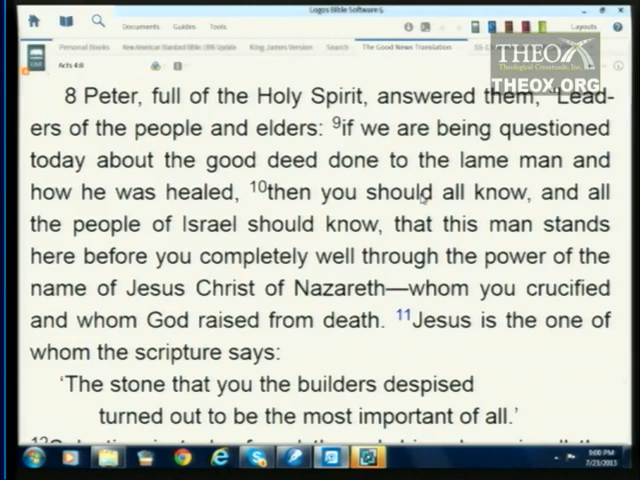 Logos Bible Software 5
Documents Guides Tools Layouts
Personal Books New American Standard Bible: 1995 Update King James Version Search The Good News Translation
Acts 4:8
THEOX
Theological Crossroads, Inc.
THEOX.ORG
8 Peter, full of the Holy Spirit, answered them, “Lead-
ers of the people and elders: 9if we are being questioned
today about the good deed done to the lame man and
how he was healed, 10then you should all know, and all
the people of Israel should know, that this man stands
here before you completely well through the power of the
name of Jesus Christ of Nazareth—whom you crucified
and whom God raised from death. 11Jesus is the one of
whom the scripture says:
‘The stone that you the builders despised
turned out to be the most important of all.’
9:00 PM
7/23/2013